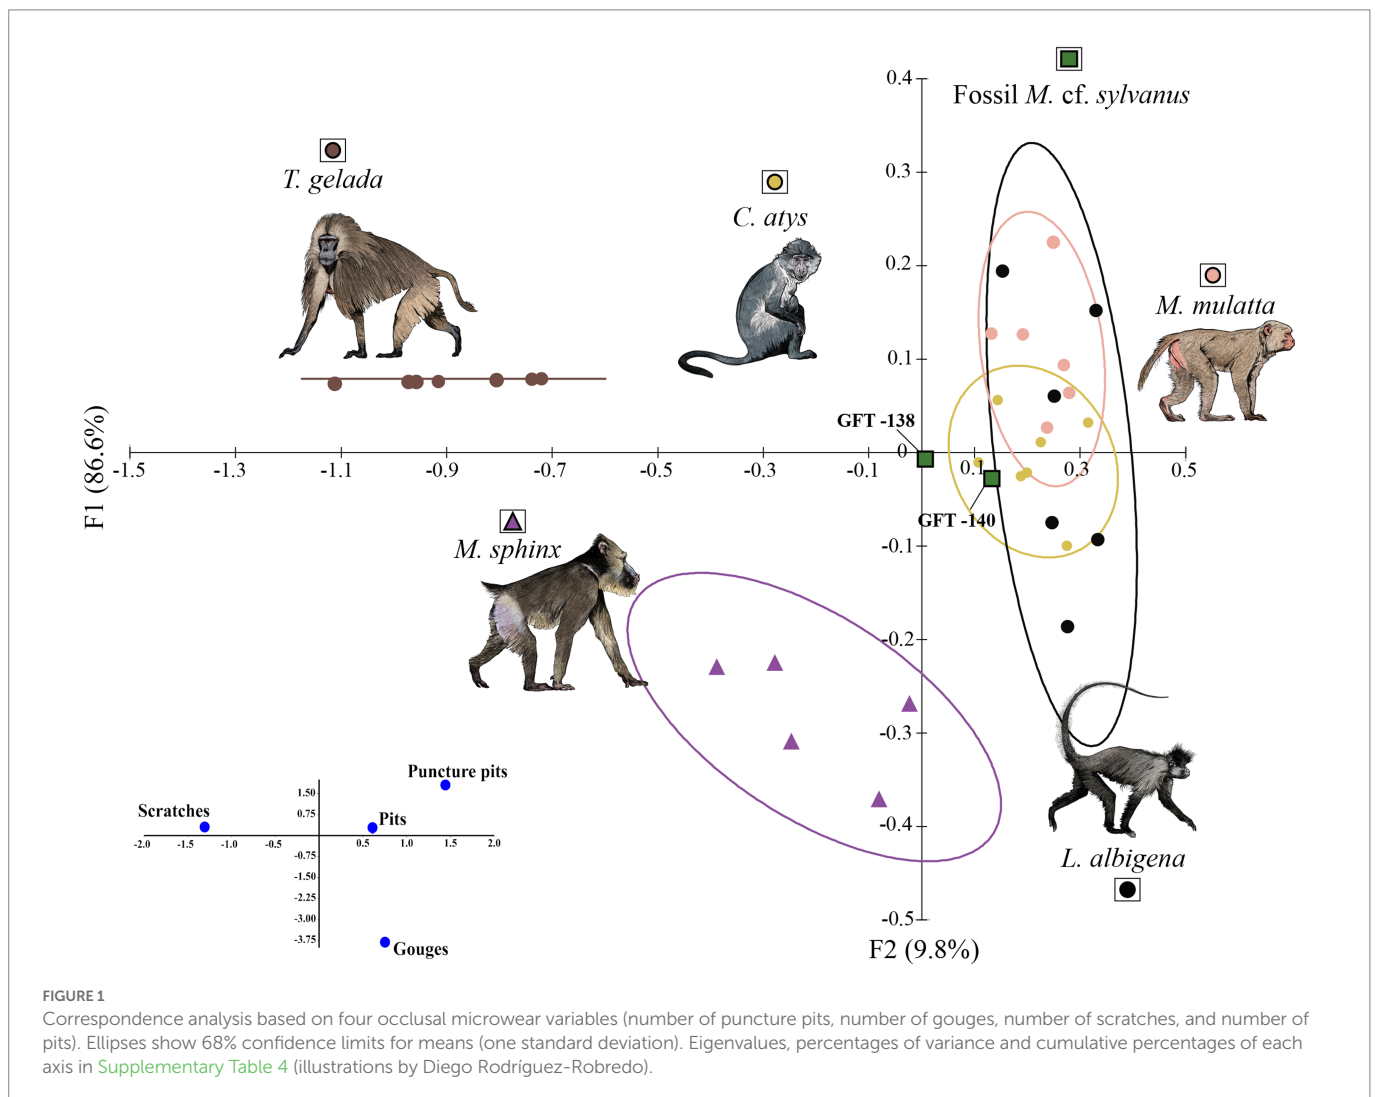 Fossil M. cf. sylvanus
T. gelada
C. atys
M. mulatta
0.4
0.3
0.2
0.1
0
-0.1
-0.2
-0.3
-0.4
-0.5
F1 (86.6%)
-1.5 -1.3 -1.1 -0.9 -0.7 -0.5 -0.3 -0.1 0.1 0.3 0.5
GFT -138
GFT -140
M. sphinx
L. albigena
F2 (9.8%)
Puncture pits
Scratches
Pits
Gouges
1.50
0.75
-0.75
-1.50
-2.25
-3.00
-3.75
-2.0 -1.5 -1.0 -0.5 0.5 1.0 1.5 2.0
FIGURE 1
Correspondence analysis based on four occlusal microwear variables (number of puncture pits, number of gouges, number of scratches, and number of
pits). Ellipses show 68% confidence limits for means (one standard deviation). Eigenvalues, percentages of variance and cumulative percentages of each
axis in Supplementary Table 4 (illustrations by Diego Rodríguez-Robredo).